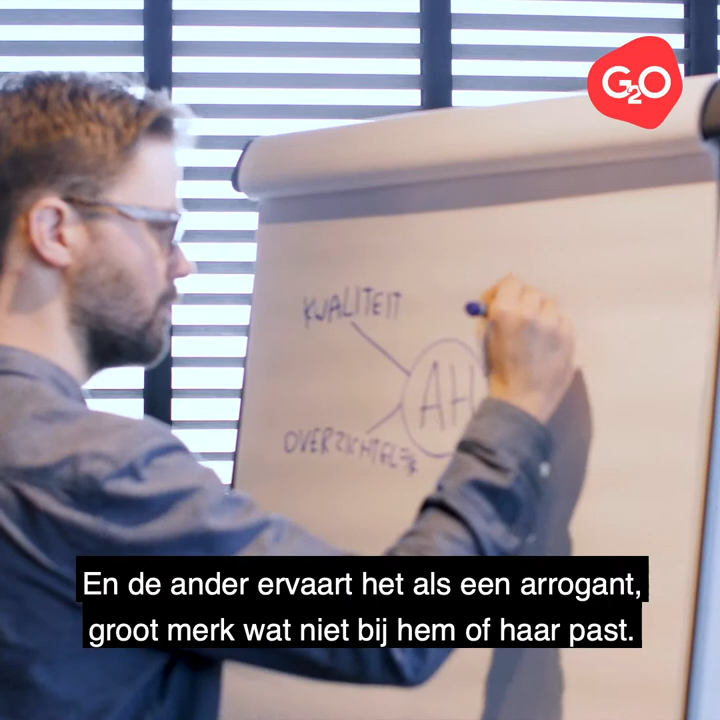 G2O
KWALITEIT
AH
OVERZICHTELIJK
En de ander ervaart het als een arrogant,
groot merk wat niet bij hem of haar past.